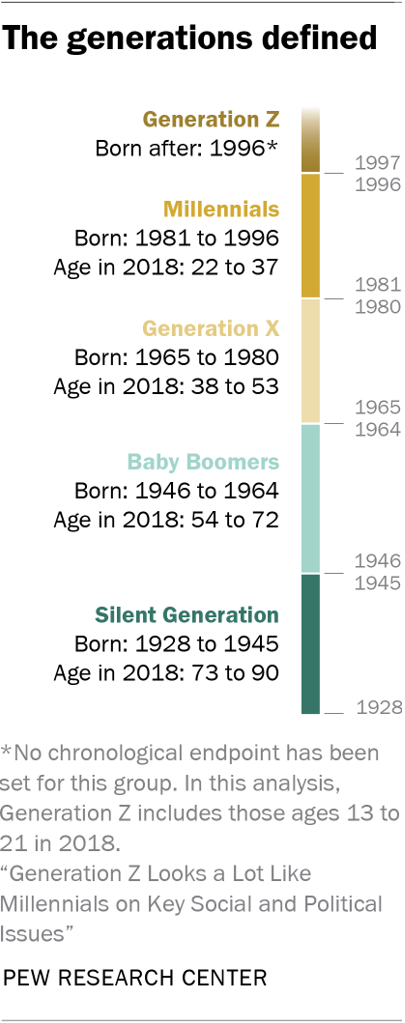 The generations defined
Generation Z
Born after: 1996*
1997
1996
Millennials
Born: 1981 to 1996
Age in 2018: 22 to 37
1981
1980
Generation X
Born: 1965 to 1980
Age in 2018: 38 to 53
1965
1964
Baby Boomers
Born: 1946 to 1964
Age in 2018: 54 to 72
1946
1945
Silent Generation
Born: 1928 to 1945
Age in 2018: 73 to 90
1928
*No chronological endpoint has been
set for this group. In this analysis,
Generation Z includes those ages 13 to
21 in 2018.
“Generation Z Looks a Lot Like
Millennials on Key Social and Political
Issues”
PEW RESEARCH CENTER